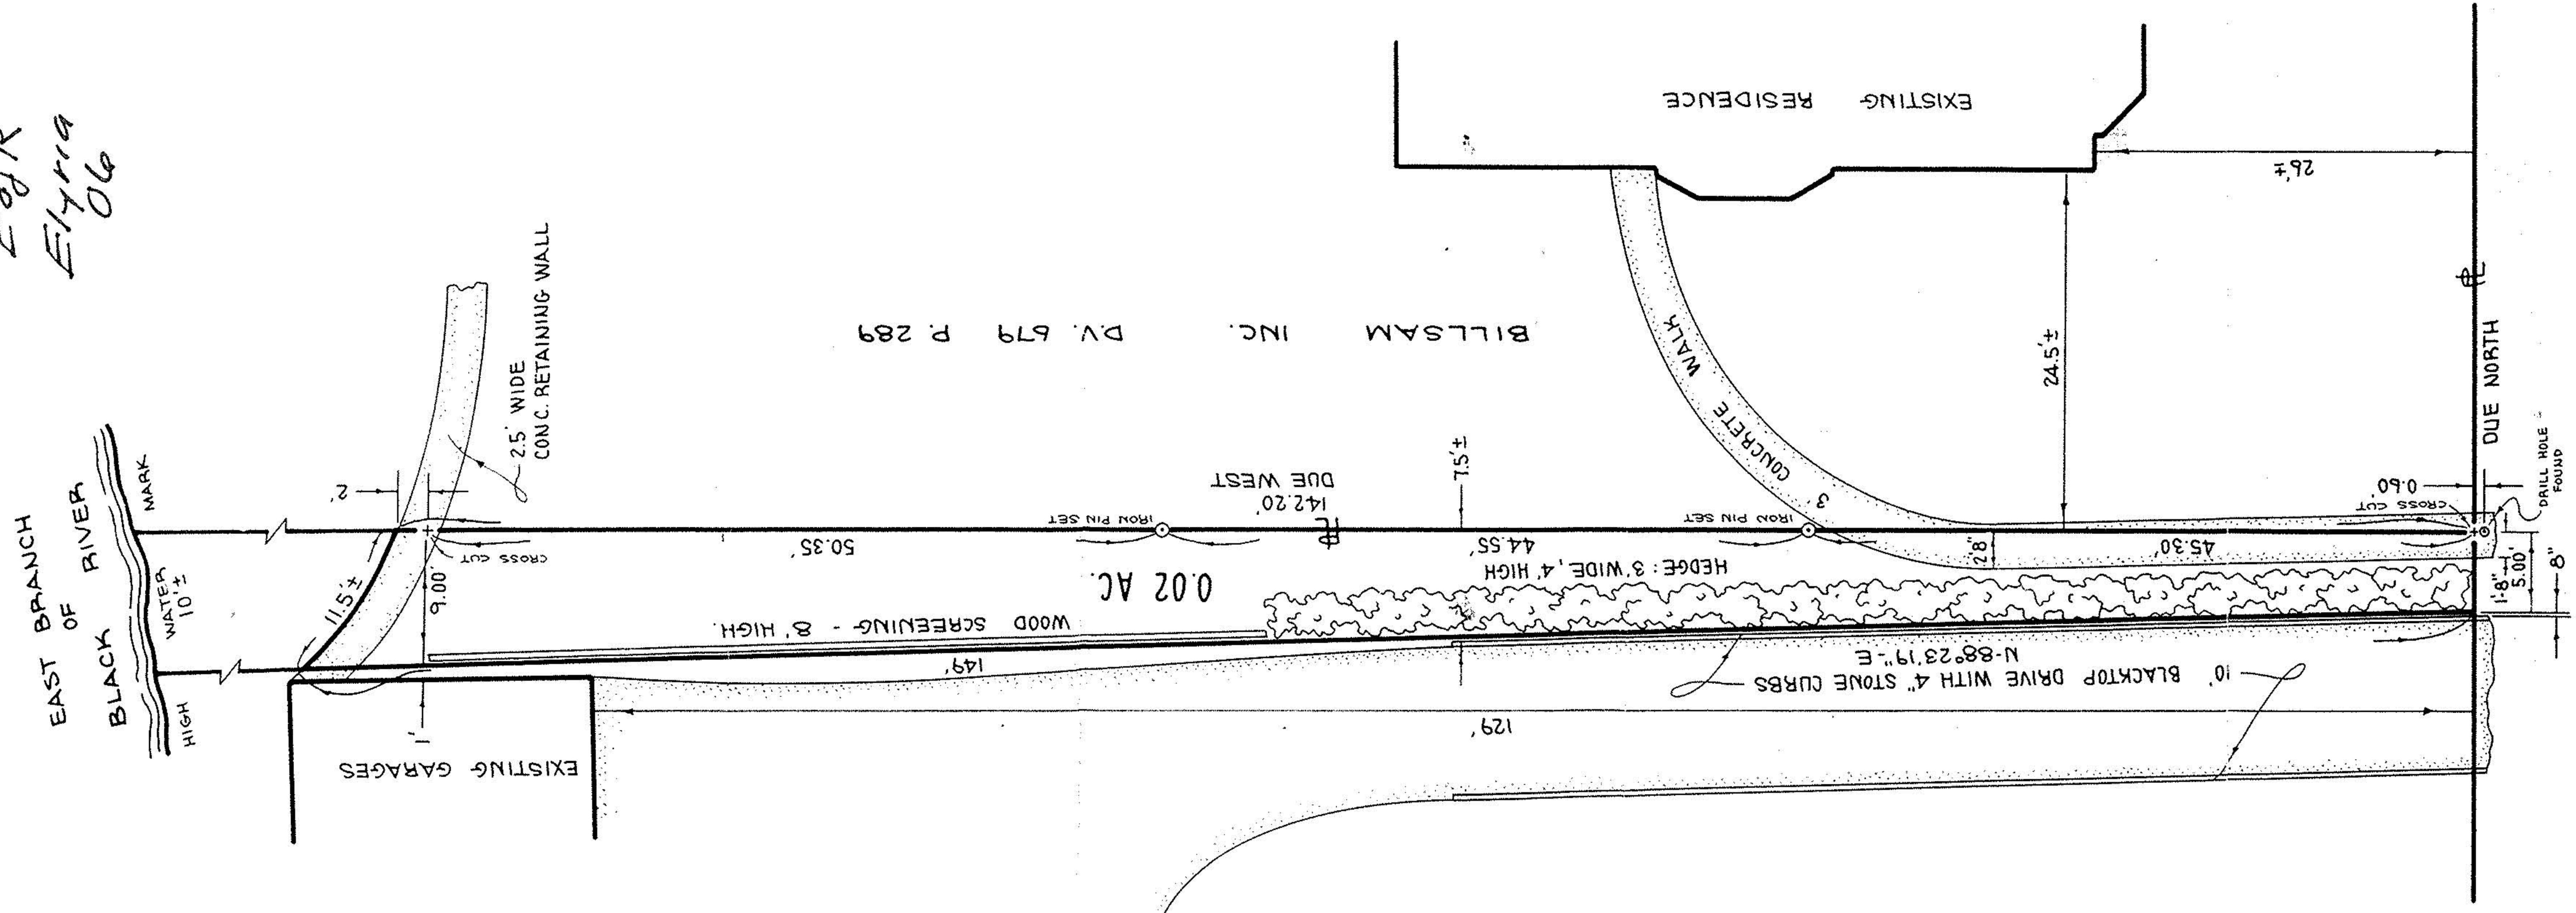 Elyria
06
EAST BRANCH
OF
BLACK RIVER
HIGH
WATER
MARK
10'±
2'
11.5'±
9.00'
CROSS CUT
1'
EXISTING GARAGES
2.5' WIDE
CONC. RETAINING WALL
BILLSAM INC. D.V. 679 P. 289
50.35'
IRON PIN SET
142.20'
DUE WEST
44.55'
IRON PIN SET
45.30'
0.02 AC.
WOOD SCREENING - 8' HIGH.
149'
HEDGE: 3' WIDE, 4' HIGH
7.5'±
3' CONCRETE WALK
2'8"
EXISTING RESIDENCE
24.5'±
26'±
DUE NORTH
0.60'
CROSS CUT
DRILL HOLE
FOUND
1'-8"
5.00'
8"
N-88°23'19"-E
10' BLACKTOP DRIVE WITH 4" STONE CURBS
129'